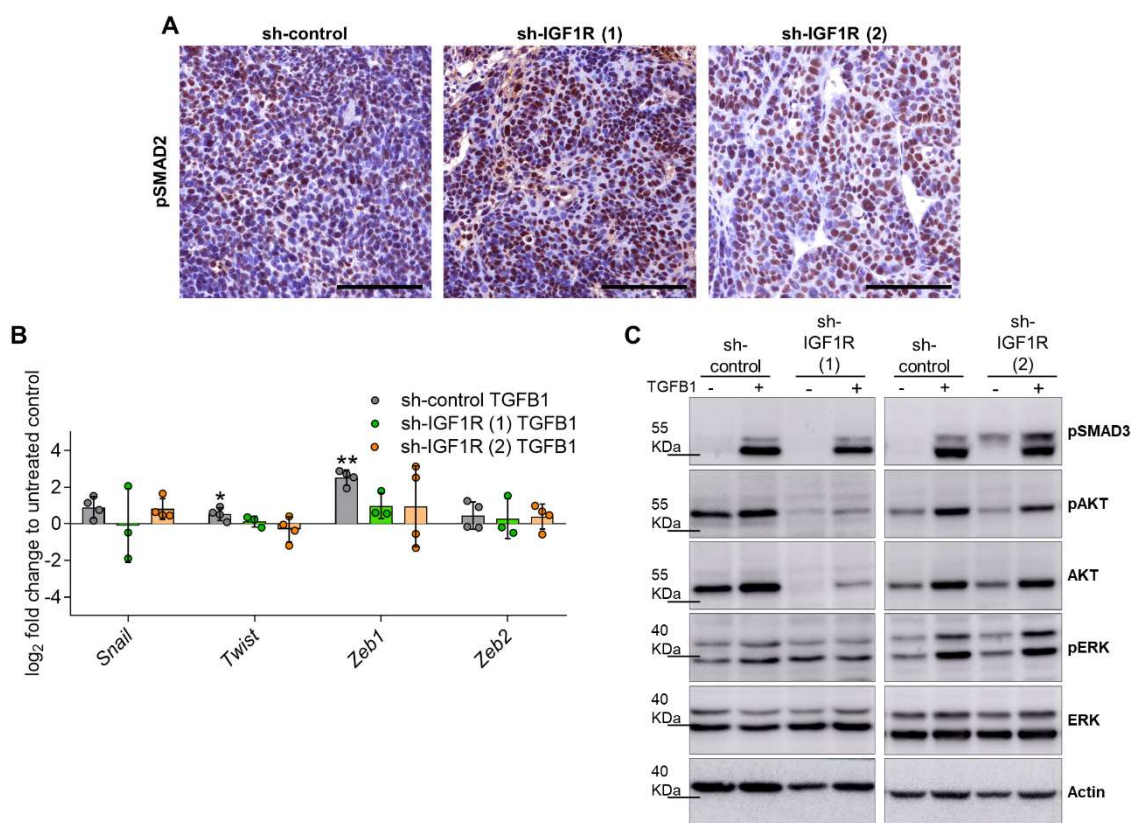 A
sh-control
sh-IGF1R (1)
sh-IGF1R (2)
pSMAD2
B
sh-control TGFB1
sh-IGF1R (1) TGFB1
sh-IGF1R (2) TGFB1
log2 fold change to untreated control
4
2
0
-2
-4
*
**
Snail
Twist
Zeb1
Zeb2
C
sh-
control
sh-
IGF1R
(1)
sh-
control
sh-
IGF1R
(2)
TGFB1 - + - + - + - +
55
KDa
pSMAD3
55
KDa
pAKT
55
KDa
AKT
40
KDa
pERK
40
KDa
ERK
40
KDa
Actin